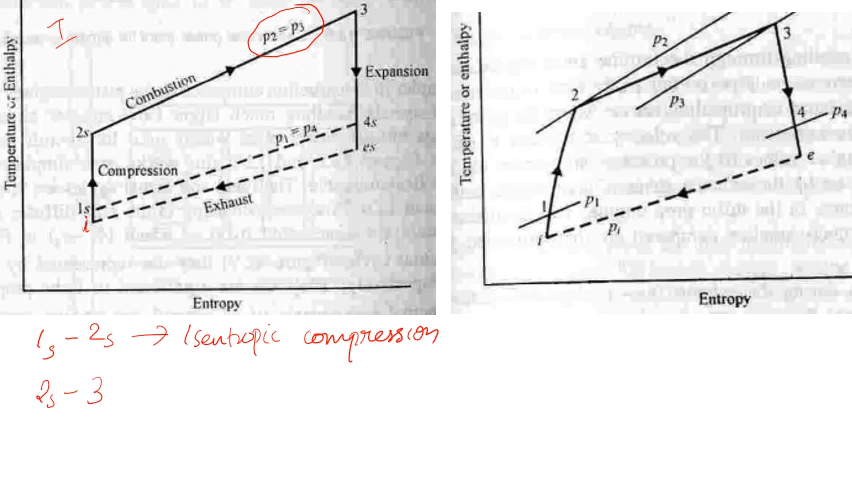 I
p₂ = p₃
3
Combustion
Expansion
2s
4s
p₁ = p₄
es
Compression
1s
i
Exhaust
Temperature or Enthalpy
Entropy
p₂
3
2
p₃
4
p₄
e
1
p₁
i
pᵢ
Temperature or enthalpy
Entropy
1s – 2s → Isentropic compression
2s – 3